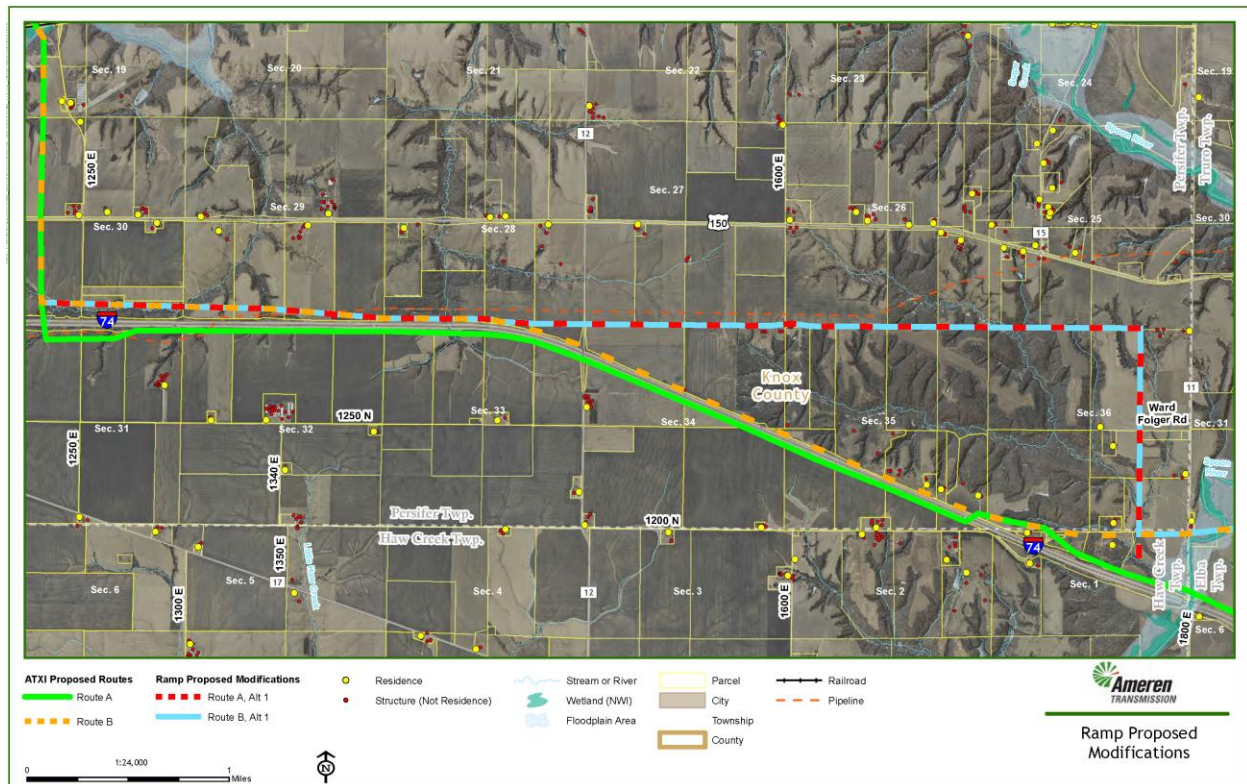 Sec. 19
Sec. 20
Sec. 21
Sec. 22
Sec. 23
Sec. 24
Sec. 19
Sugar
Creek
12
1250 E
1600 E
Spoon River
Persifer Twp.
Truro Twp.
Sec. 27
Sec. 29
Sec. 30
Sec. 28
150
Sec. 26
Sec. 25
Sec. 30
15
74
Knox
County
11
Ward
Folger Rd
1250 N
Sec. 31
Sec. 32
Sec. 33
Sec. 34
Sec. 35
Sec. 36
Sec. 31
1250 E
1340 E
Spoon
River
Persifer Twp.
Haw Creek Twp.
1200 N
1350 E
Little Haw Creek
74
Haw Creek
Twp.
Elba
Twp.
Sec. 6
Sec. 5
17
Sec. 4
12
Sec. 3
Sec. 2
Sec. 1
1300 E
1600 E
1800 E
Sec. 6
ATXI Proposed Routes
Route A
Route B
Ramp Proposed Modifications
Route A, Alt 1
Route B, Alt 1
Residence
Structure (Not Residence)
Stream or River
Wetland (NWI)
Floodplain Area
Parcel
City
Township
County
Railroad
Pipeline
Ameren
TRANSMISSION
Ramp Proposed
Modifications
1:24,000
0
1
Miles
N